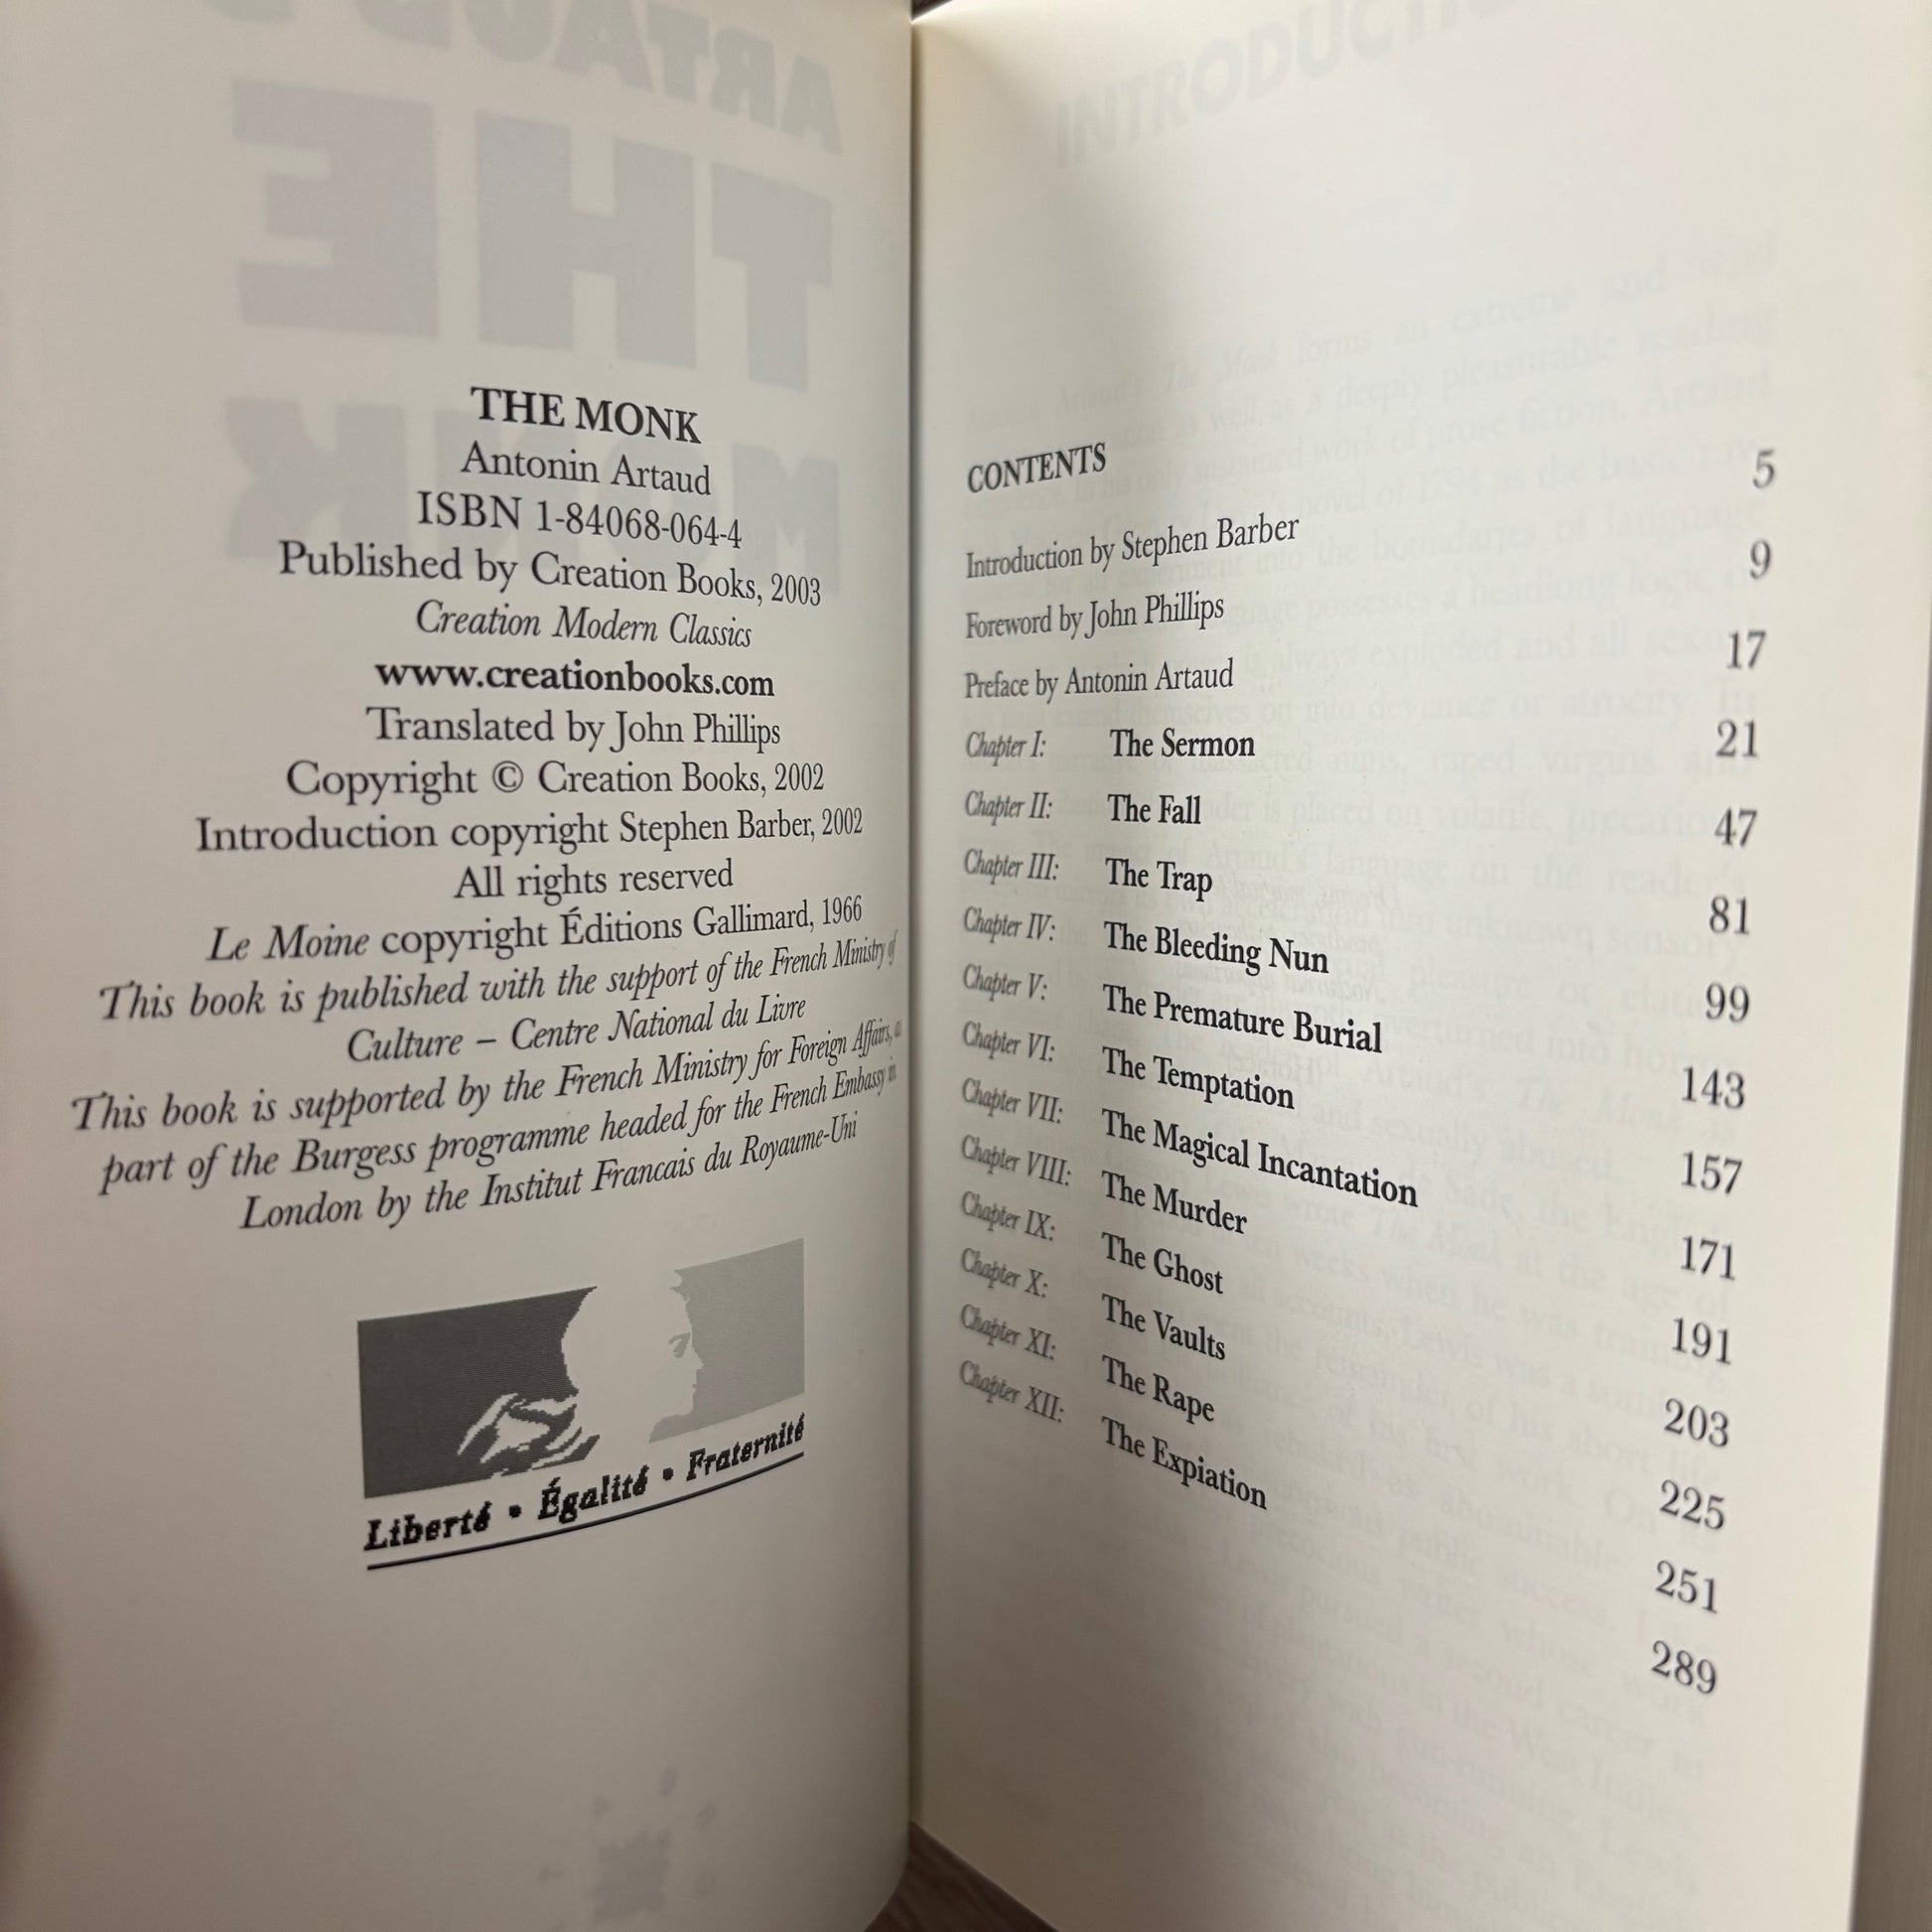 THE MONK
Antonin Artaud
ISBN 1-84068-064-4
Published by Creation Books, 2003
Creation Modern Classics
www.creationbooks.com
Translated by John Phillips
Copyright © Creation Books, 2002
Introduction copyright Stephen Barber, 2002
All rights reserved
Le Moine copyright Éditions Gallimard, 1966
This book is published with the support of the French Ministry of
Culture – Centre National du Livre
This book is supported by the French Ministry for Foreign Affairs,
part of the Burgess programme headed for the French Embassy in
London by the Institut Francais du Royaume-Uni
Liberté • Égalité • Fraternité
CONTENTS
Introduction by Stephen Barber 5
Foreword by John Phillips 9
Preface by Antonin Artaud 17
Chapter I: The Sermon 21
Chapter II: The Fall 47
Chapter III: The Trap 81
Chapter IV: The Bleeding Nun 99
Chapter V: The Premature Burial 143
Chapter VI: The Temptation 157
Chapter VII: The Magical Incantation 171
Chapter VIII: The Murder 191
Chapter IX: The Ghost 203
Chapter X: The Vaults 225
Chapter XI: The Rape 251
Chapter XII: The Expiation 289